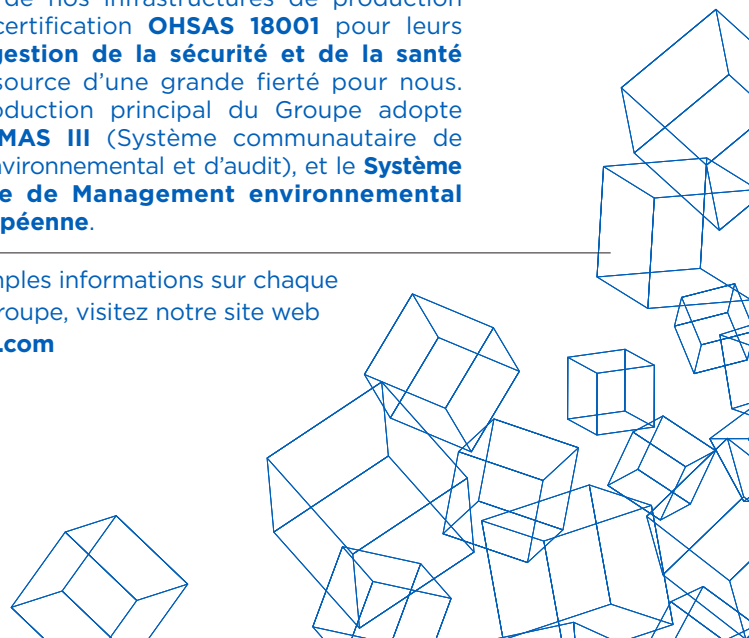 de nos infrastructures de production
certification OHSAS 18001 pour leurs
gestion de la sécurité et de la santé
source d'une grande fierté pour nous.
oduction principal du Groupe adopte
MAS III (Système communautaire de
nvironnemental et d'audit), et le Système
e de Management environnemental
péenne.
nples informations sur chaque
roupe, visitez notre site web
.com